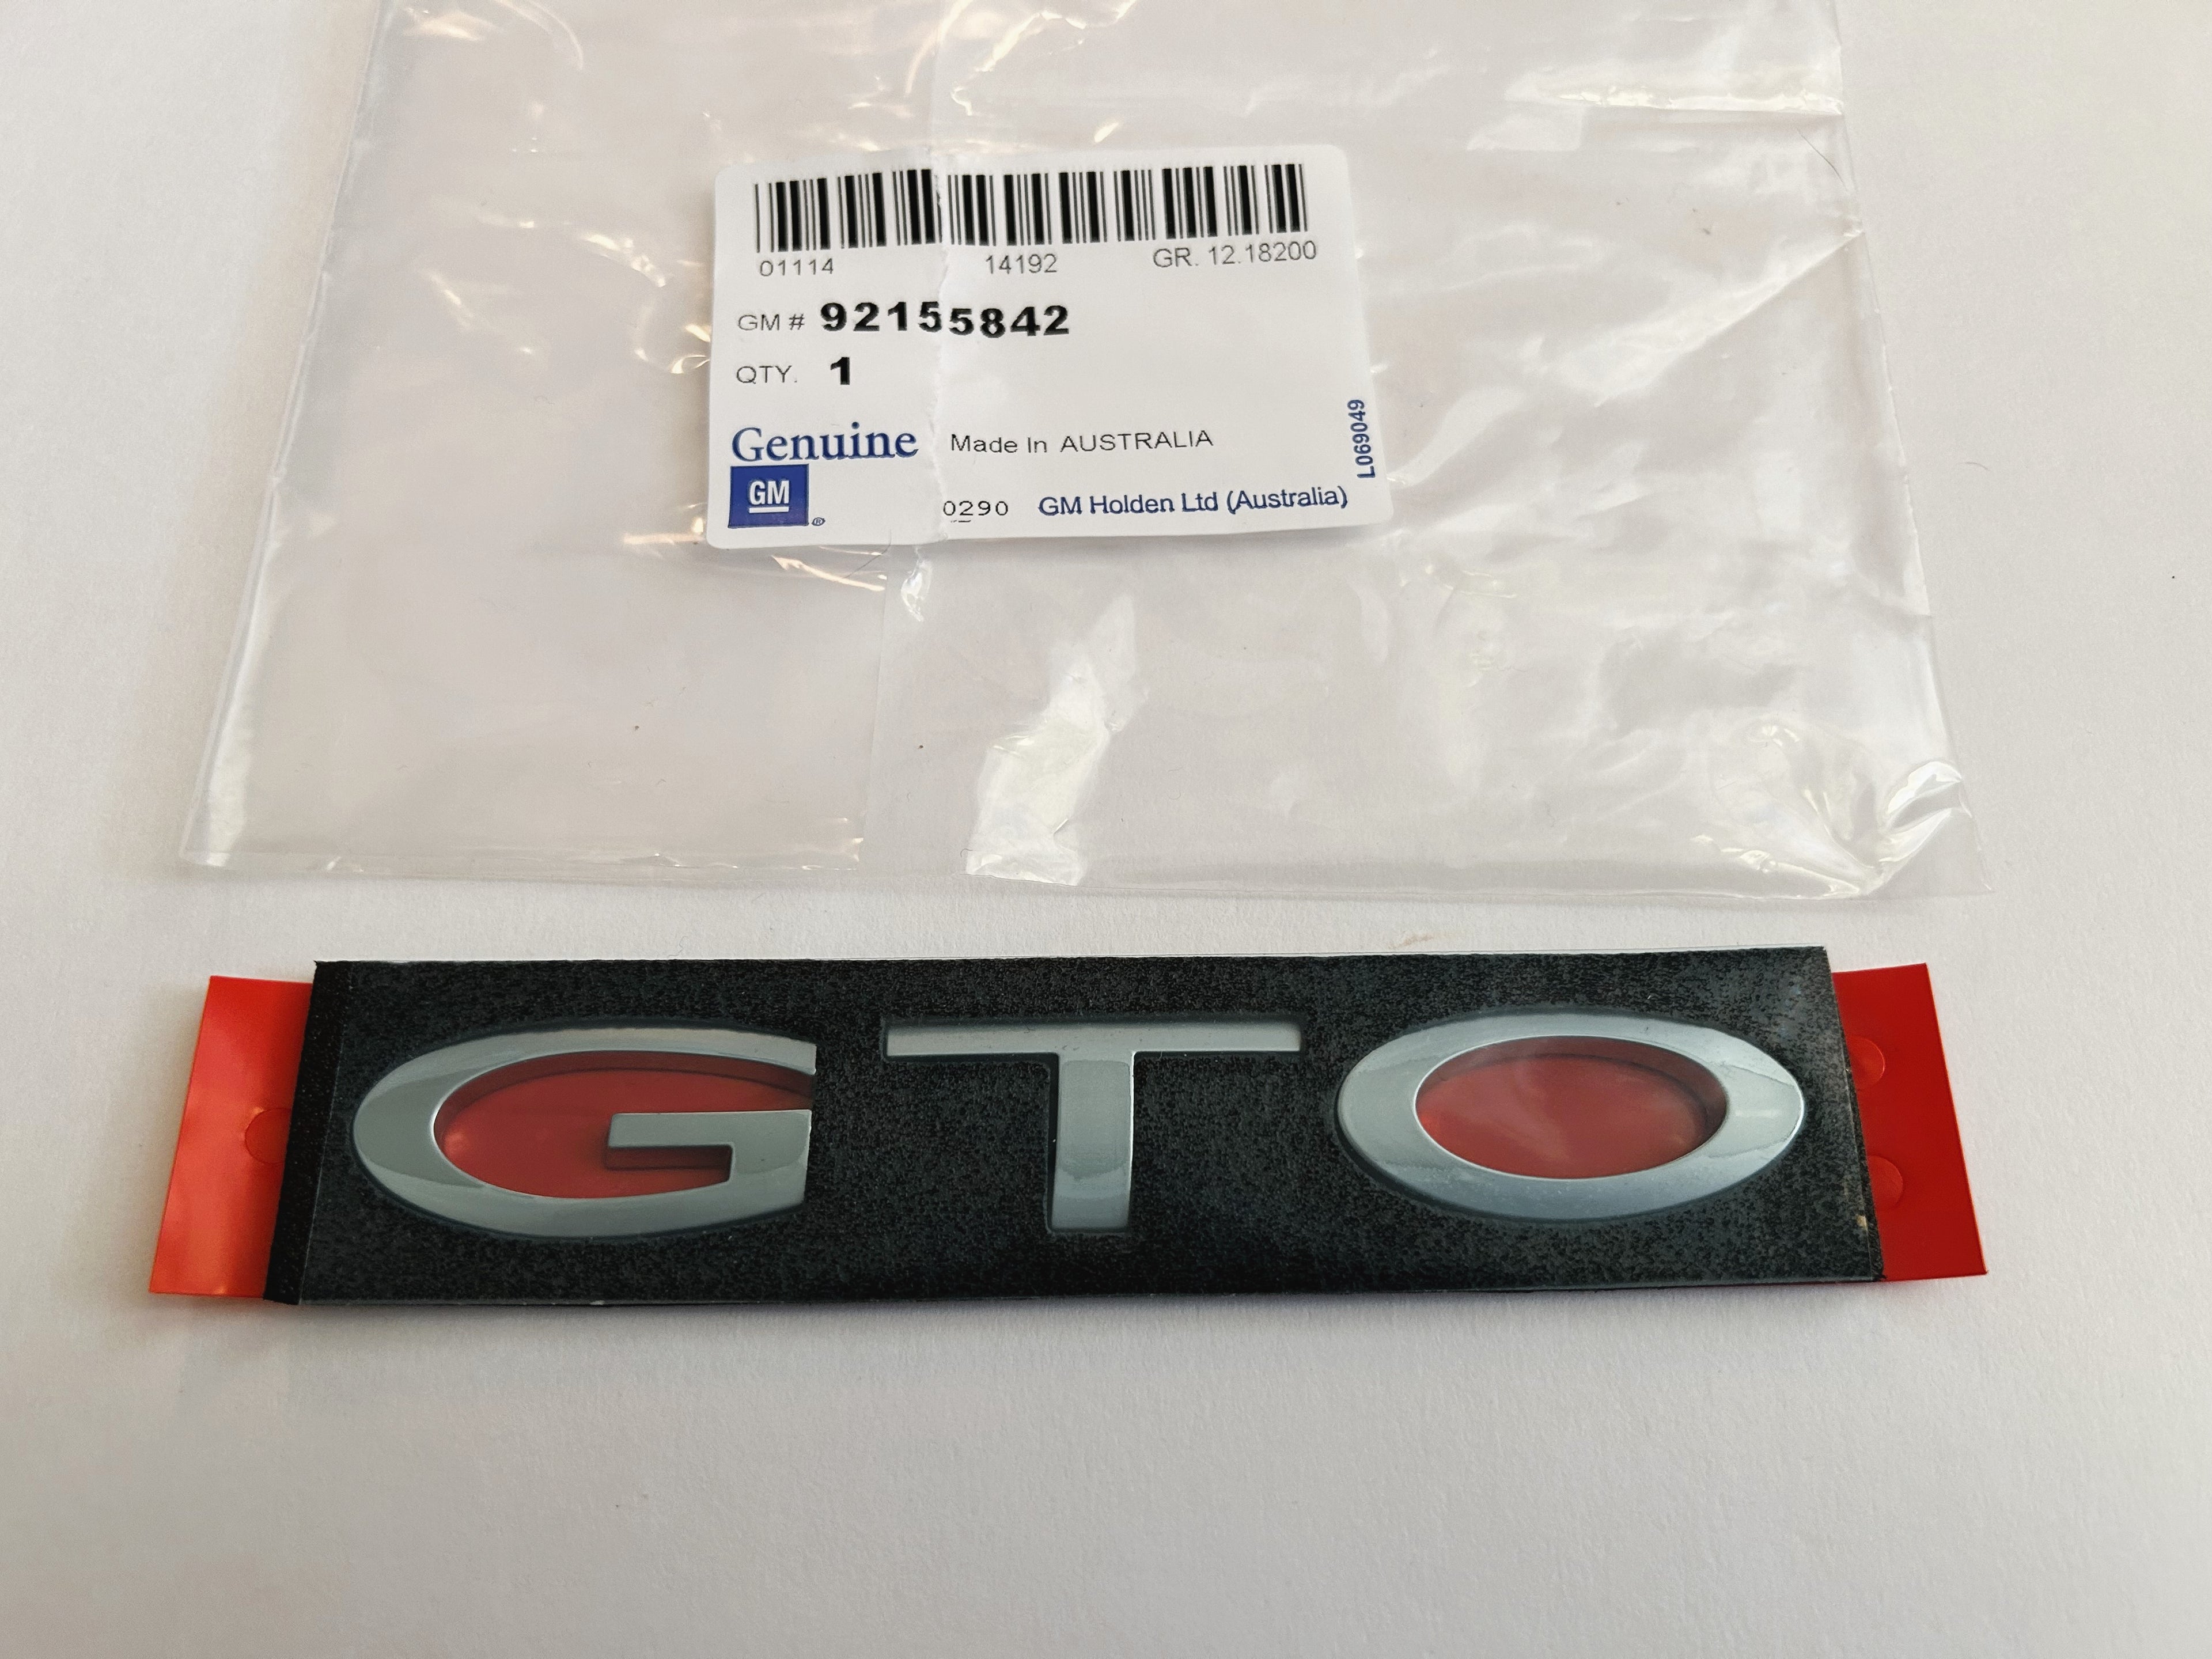 01114 14192 GR. 12.18200
GM # 92155842
QTY. 1
Genuine Made In AUSTRALIA
GM ®
0290 GM Holden Ltd (Australia)
L069049
GTO